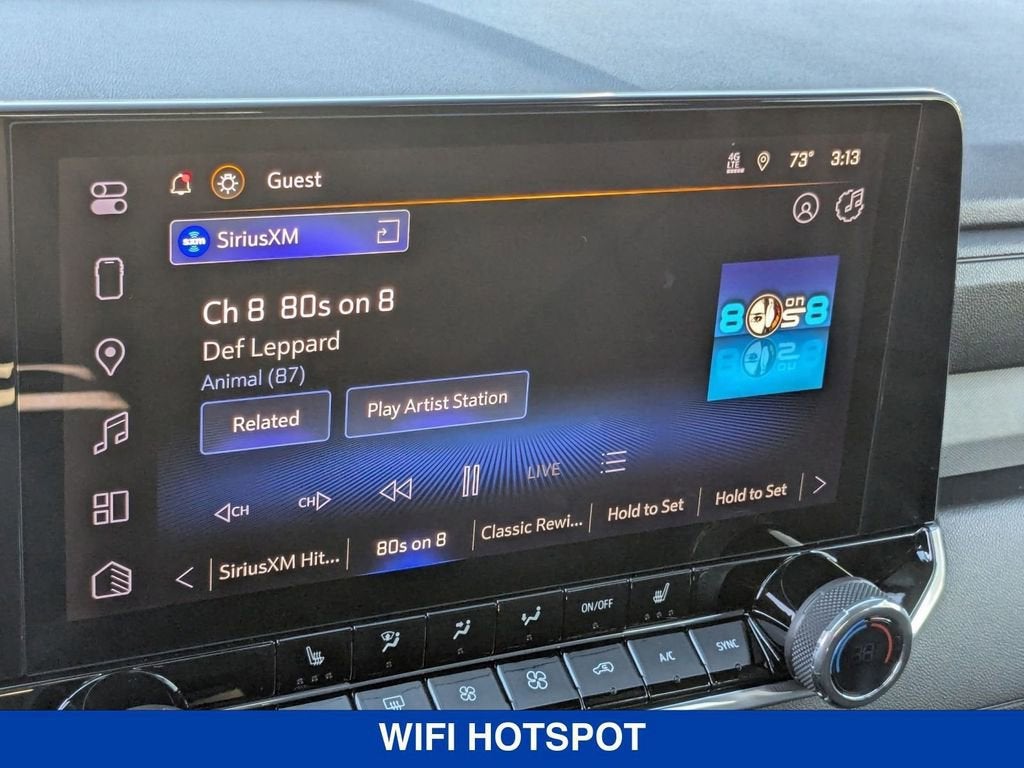 Guest
4G LTE
73° 3:13
sxm SiriusXM
Ch 8 80s on 8
Def Leppard
Animal (87)
80s on 8
Related
Play Artist Station
CH
CH
LIVE
SiriusXM Hit...
80s on 8
Classic Rewi...
Hold to Set
Hold to Set
ON/OFF
A/C
SYNC
WIFI HOTSPOT